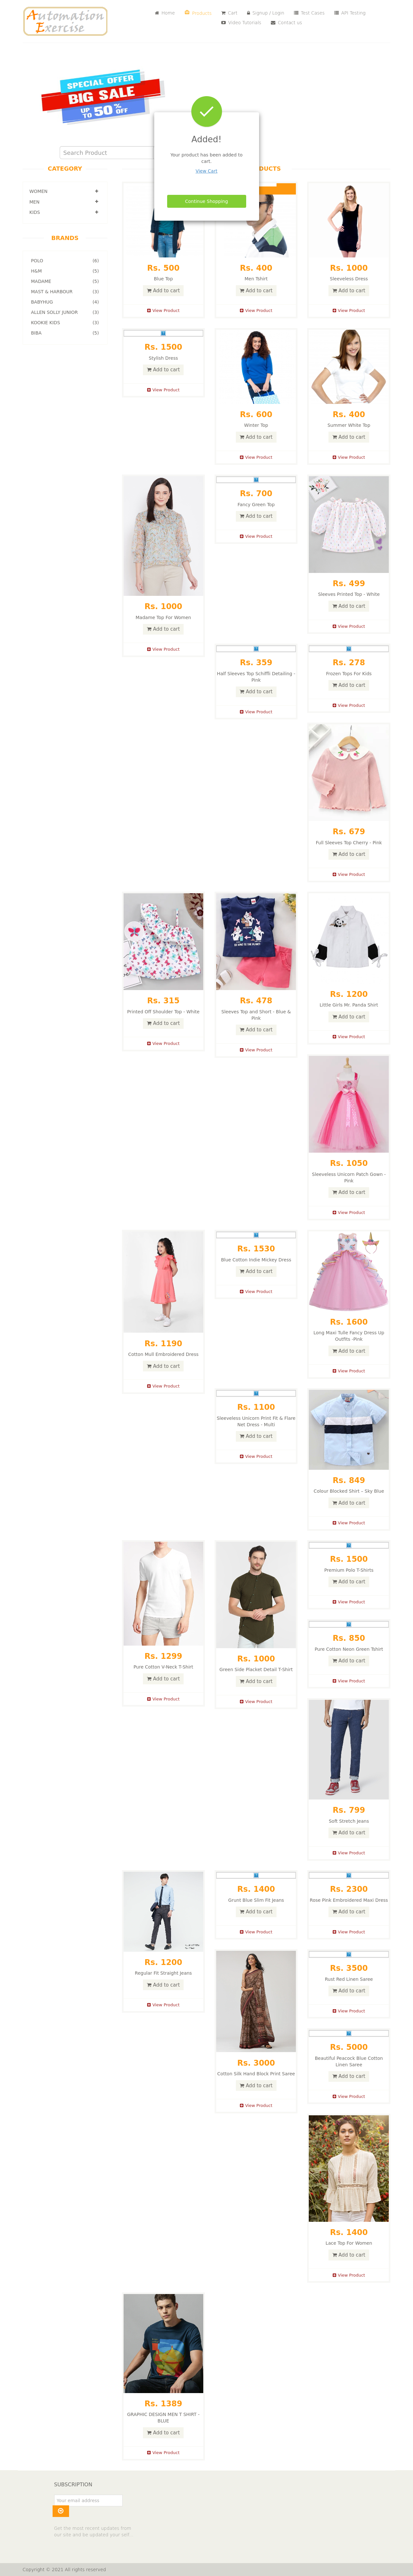 Automation
Exercise
Home
Products
Cart
Signup / Login
Test Cases
API Testing
Video Tutorials
Contact us
SPECIAL OFFER
BIG SALE
UP TO 50% OFF
Search Product
Added!
Your product has been added to
cart.
View Cart
Continue Shopping
CATEGORY
WOMEN
MEN
KIDS
BRANDS
POLO (6)
H&M (5)
MADAME (5)
MAST & HARBOUR (3)
BABYHUG (4)
ALLEN SOLLY JUNIOR (3)
KOOKIE KIDS (3)
BIBA (5)
Rs. 500
Blue Top
Add to cart
View Product
Rs. 400
Men Tshirt
Add to cart
View Product
Rs. 1000
Sleeveless Dress
Add to cart
View Product
Rs. 1500
Stylish Dress
Add to cart
View Product
Rs. 600
Winter Top
Add to cart
View Product
Rs. 400
Summer White Top
Add to cart
View Product
Rs. 1000
Madame Top For Women
Add to cart
View Product
Rs. 700
Fancy Green Top
Add to cart
View Product
Rs. 499
Sleeves Printed Top - White
Add to cart
View Product
Rs. 359
Half Sleeves Top Schiffli Detailing -
Pink
Add to cart
View Product
Rs. 278
Frozen Tops For Kids
Add to cart
View Product
Rs. 679
Full Sleeves Top Cherry - Pink
Add to cart
View Product
Rs. 315
Printed Off Shoulder Top - White
Add to cart
View Product
Rs. 478
Sleeves Top and Short - Blue &
Pink
Add to cart
View Product
Rs. 1200
Little Girls Mr. Panda Shirt
Add to cart
View Product
Rs. 1050
Sleeveless Unicorn Patch Gown -
Pink
Add to cart
View Product
Rs. 1190
Cotton Mull Embroidered Dress
Add to cart
View Product
Rs. 1530
Blue Cotton Indie Mickey Dress
Add to cart
View Product
Rs. 1600
Long Maxi Tulle Fancy Dress Up
Outfits -Pink
Add to cart
View Product
Rs. 1100
Sleeveless Unicorn Print Fit & Flare
Net Dress - Multi
Add to cart
View Product
Rs. 849
Colour Blocked Shirt – Sky Blue
Add to cart
View Product
Rs. 1299
Pure Cotton V-Neck T-Shirt
Add to cart
View Product
Rs. 1000
Green Side Placket Detail T-Shirt
Add to cart
View Product
Rs. 1500
Premium Polo T-Shirts
Add to cart
View Product
Rs. 850
Pure Cotton Neon Green Tshirt
Add to cart
View Product
Rs. 799
Soft Stretch Jeans
Add to cart
View Product
Rs. 1200
Regular Fit Straight Jeans
Add to cart
View Product
Rs. 1400
Grunt Blue Slim Fit Jeans
Add to cart
View Product
Rs. 2300
Rose Pink Embroidered Maxi Dress
Add to cart
View Product
Rs. 3000
Cotton Silk Hand Block Print Saree
Add to cart
View Product
Rs. 3500
Rust Red Linen Saree
Add to cart
View Product
Rs. 5000
Beautiful Peacock Blue Cotton
Linen Saree
Add to cart
View Product
Rs. 1400
Lace Top For Women
Add to cart
View Product
Rs. 1389
GRAPHIC DESIGN MEN T SHIRT -
BLUE
Add to cart
View Product
SUBSCRIPTION
Your email address
Get the most recent updates from
our site and be updated your self...
Copyright © 2021 All rights reserved